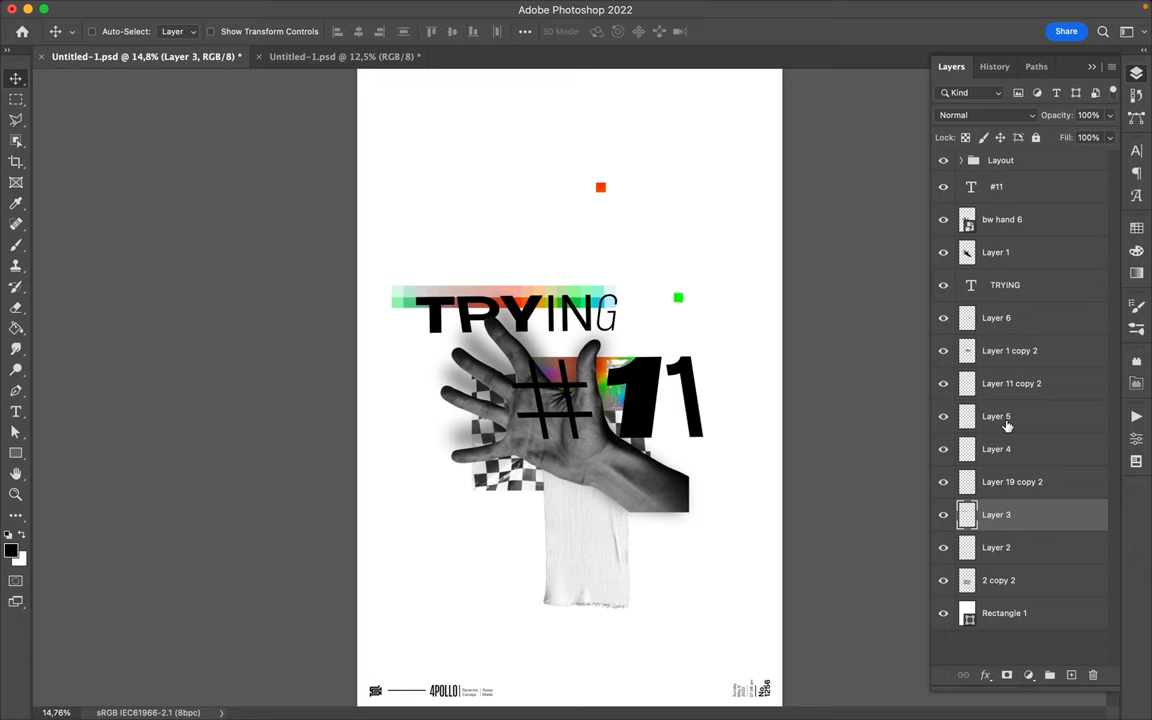 Adobe Photoshop 2022
Auto-Select: Layer
Show Transform Controls
3D Mode:
Share
Untitled-1.psd @ 14,8% (Layer 3, RGB/8) *
Untitled-1.psd @ 12,5% (RGB/8) *
Layers History Paths
Kind
Normal Opacity: 100%
Lock: Fill: 100%
Layout
#11
bw hand 6
Layer 1
TRYING
Layer 6
Layer 1 copy 2
Layer 11 copy 2
Layer 5
Layer 4
Layer 19 copy 2
Layer 3
Layer 2
2 copy 2
Rectangle 1
fx
TRYING
#11
4POLLO
No. 1256
14,76% sRGB IEC61966-2.1 (8bpc)